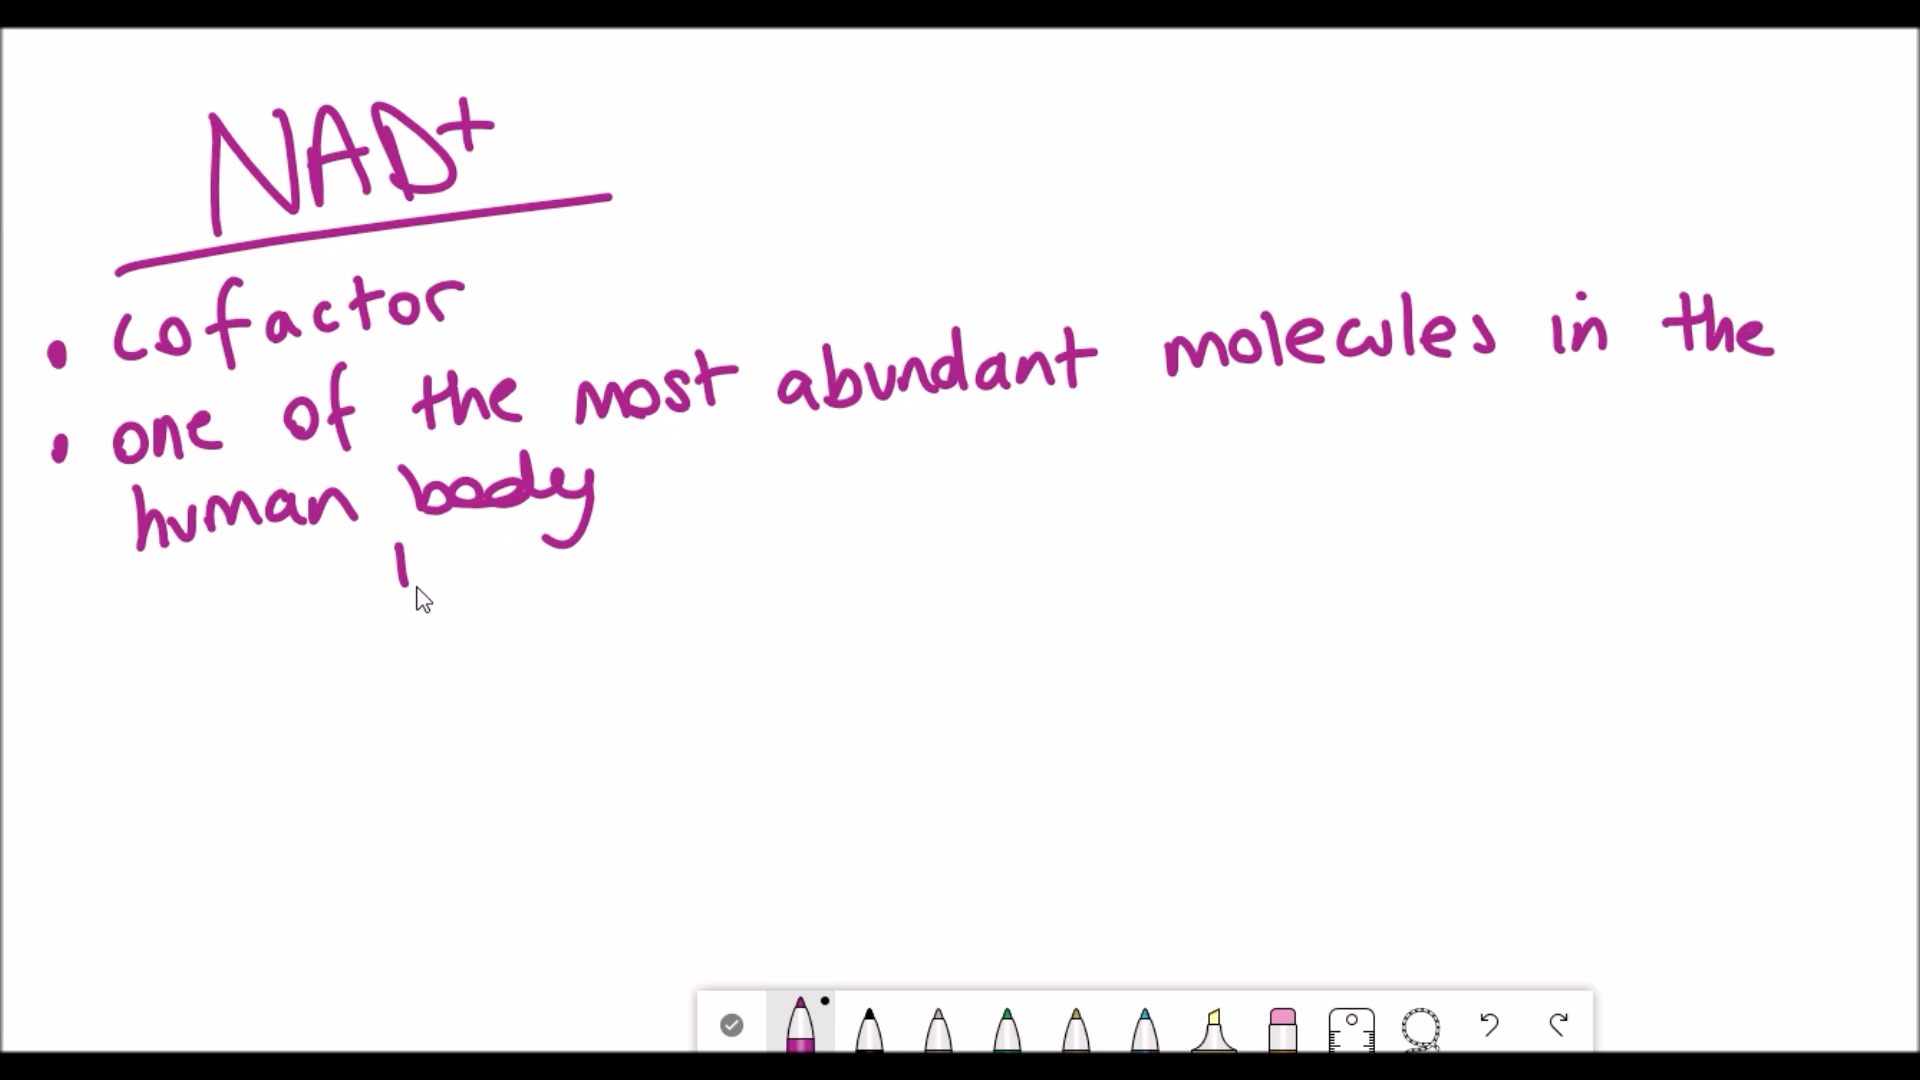 NAD+
• cofactor
• one of the most abundant molecules in the
human body